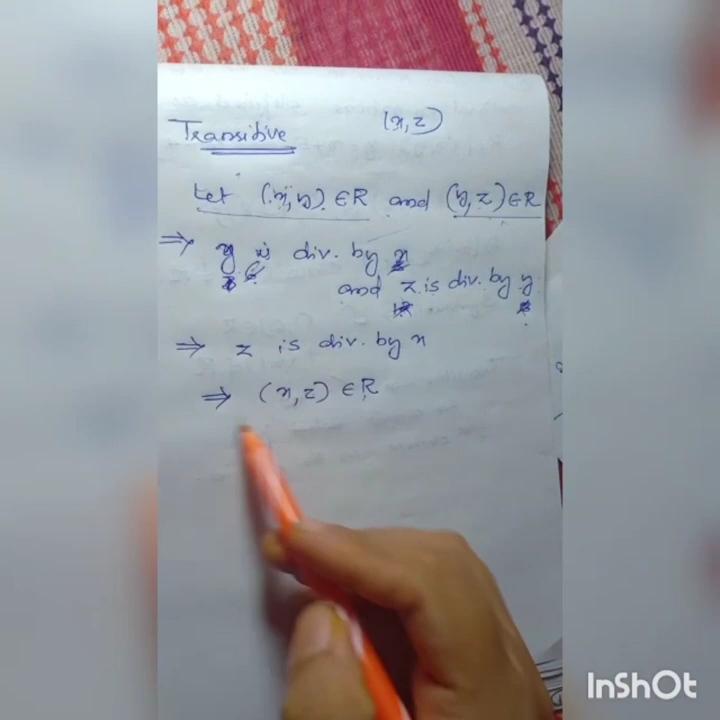 Transitive (x,z)
Let (x,y) ∈R and (y,z)∈R
⇒ y is div. by x
and z is div. by y
⇒ z is div. by x
⇒ (x,z) ∈R
InShOt